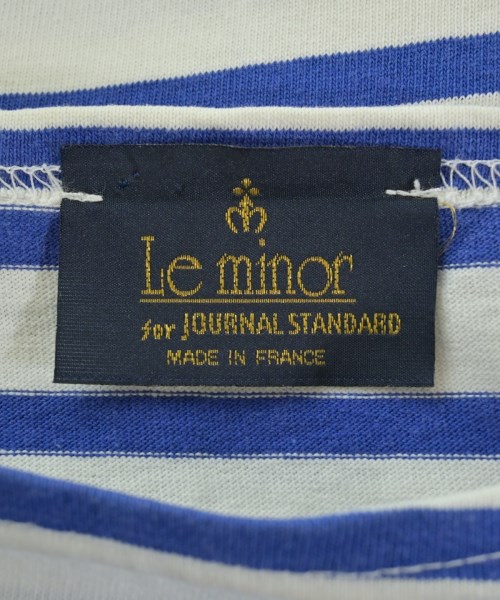 Le minor
for JOURNAL STANDARD
MADE IN FRANCE